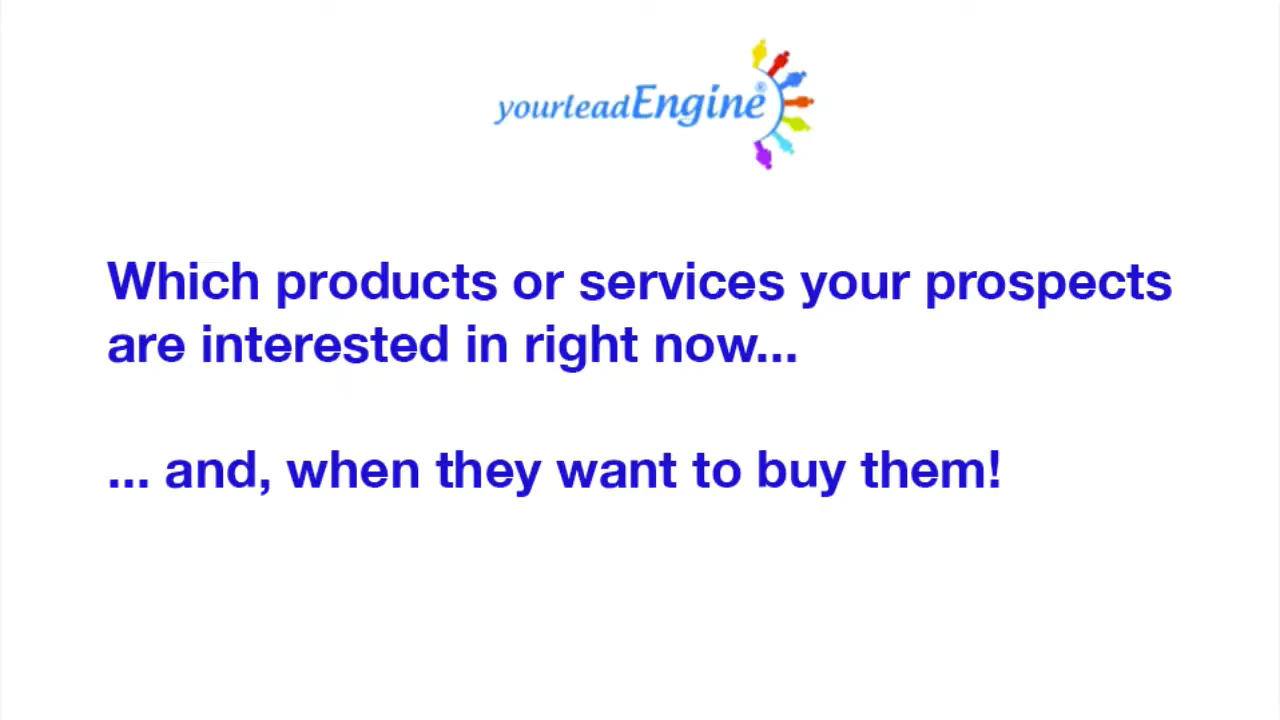 yourleadEngine®
Which products or services your prospects
are interested in right now...
... and, when they want to buy them!